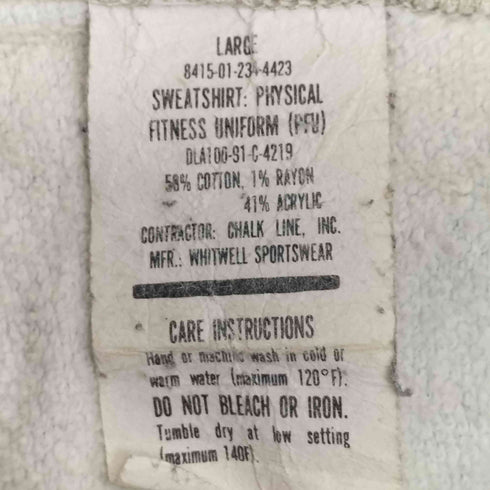 LARGE
8415-01-234-4423
SWEATSHIRT: PHYSICAL
FITNESS UNIFORM (PFU)
DLA100-91-C-4219
58% COTTON, 1% RAYON
41% ACRYLIC
CONTRACTOR: CHALK LINE, INC.
MFR.: WHITWELL SPORTSWEAR
CARE INSTRUCTIONS
Hand or machine wash in cold or
warm water (maximum 120°F).
DO NOT BLEACH OR IRON.
Tumble dry at low setting
(maximum 140F).